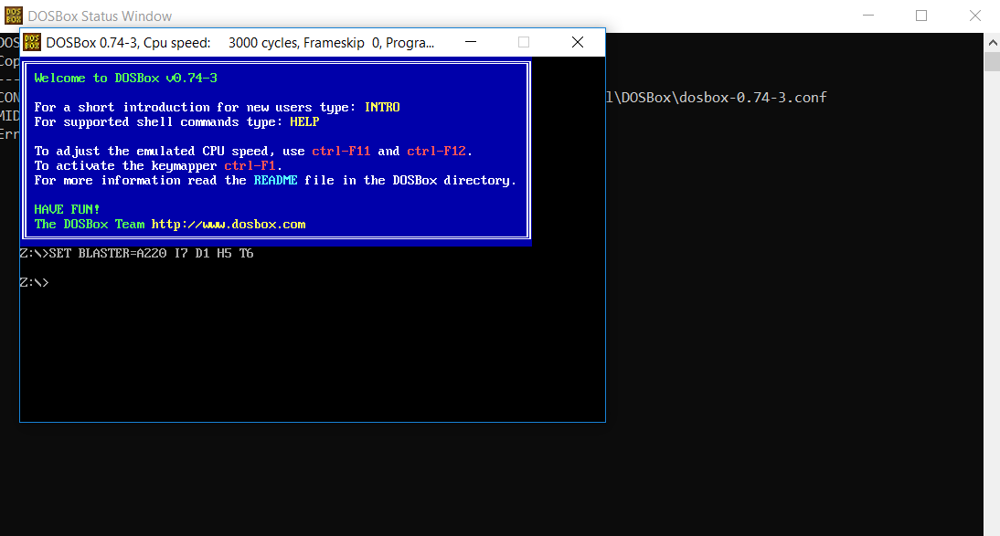 DOSBox Status Window
DOSBox 0.74-3, Cpu speed: 3000 cycles, Frameskip 0, Progra...
Welcome to DOSBox v0.74-3
For a short introduction for new users type: INTRO
For supported shell commands type: HELP
To adjust the emulated CPU speed, use ctrl-F11 and ctrl-F12.
To activate the keymapper ctrl-F1.
For more information read the README file in the DOSBox directory.
HAVE FUN!
The DOSBox Team http://www.dosbox.com
Z:\>SET BLASTER=A220 I7 D1 H5 T6
Z:\>
DOS
Cop
---
CON
l\DOSBox\dosbox-0.74-3.conf
MID
Err